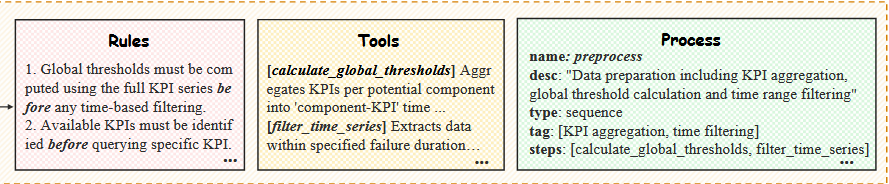 Rules
1. Global thresholds must be com
puted using the full KPI series be
fore any time-based filtering.
2. Available KPIs must be identif
ied before querying specific KPI.
...
Tools
[calculate_global_thresholds] Aggr
egates KPIs per potential component
into 'component-KPI' time ...
[filter_time_series] Extracts data
within specified failure duration...
...
Process
name: preprocess
desc: "Data preparation including KPI aggregation,
global threshold calculation and time range filtering"
type: sequence
tag: [KPI aggregation, time filtering]
steps: [calculate_global_thresholds, filter_time_series]
...